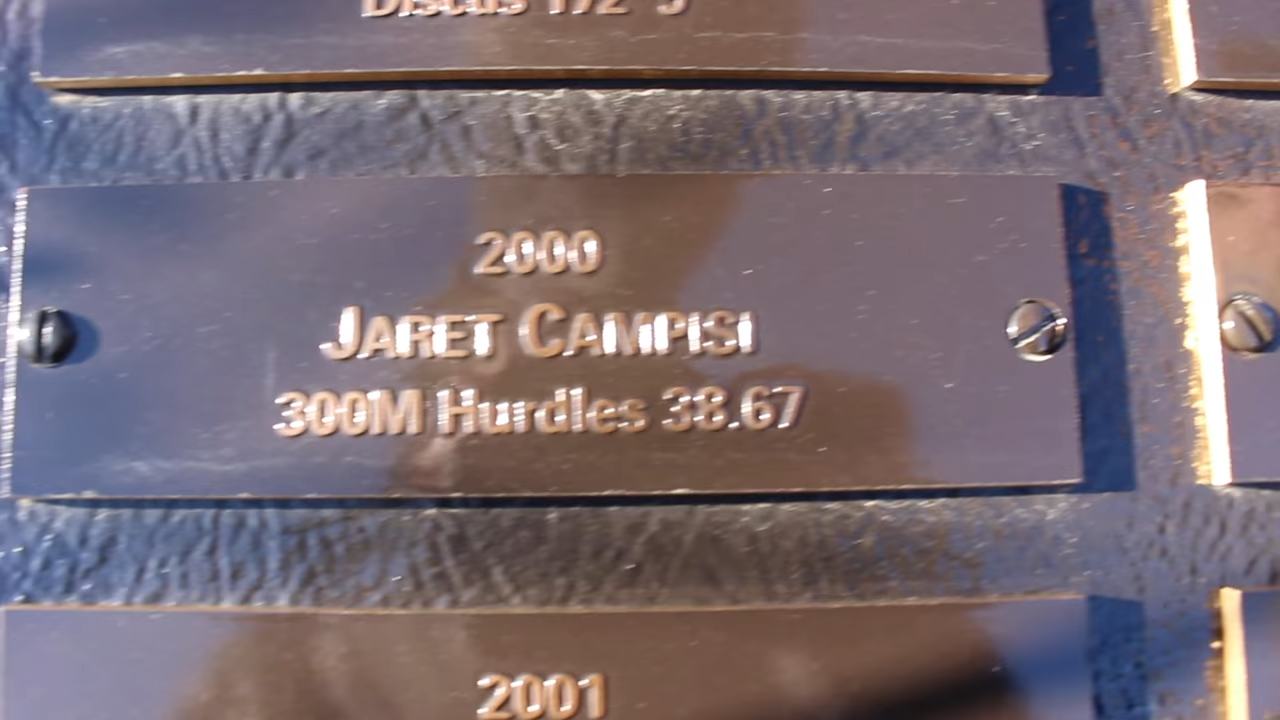 Discus 172' 5"
2000
JARET CAMPISI
300M Hurdles 38.67
2001